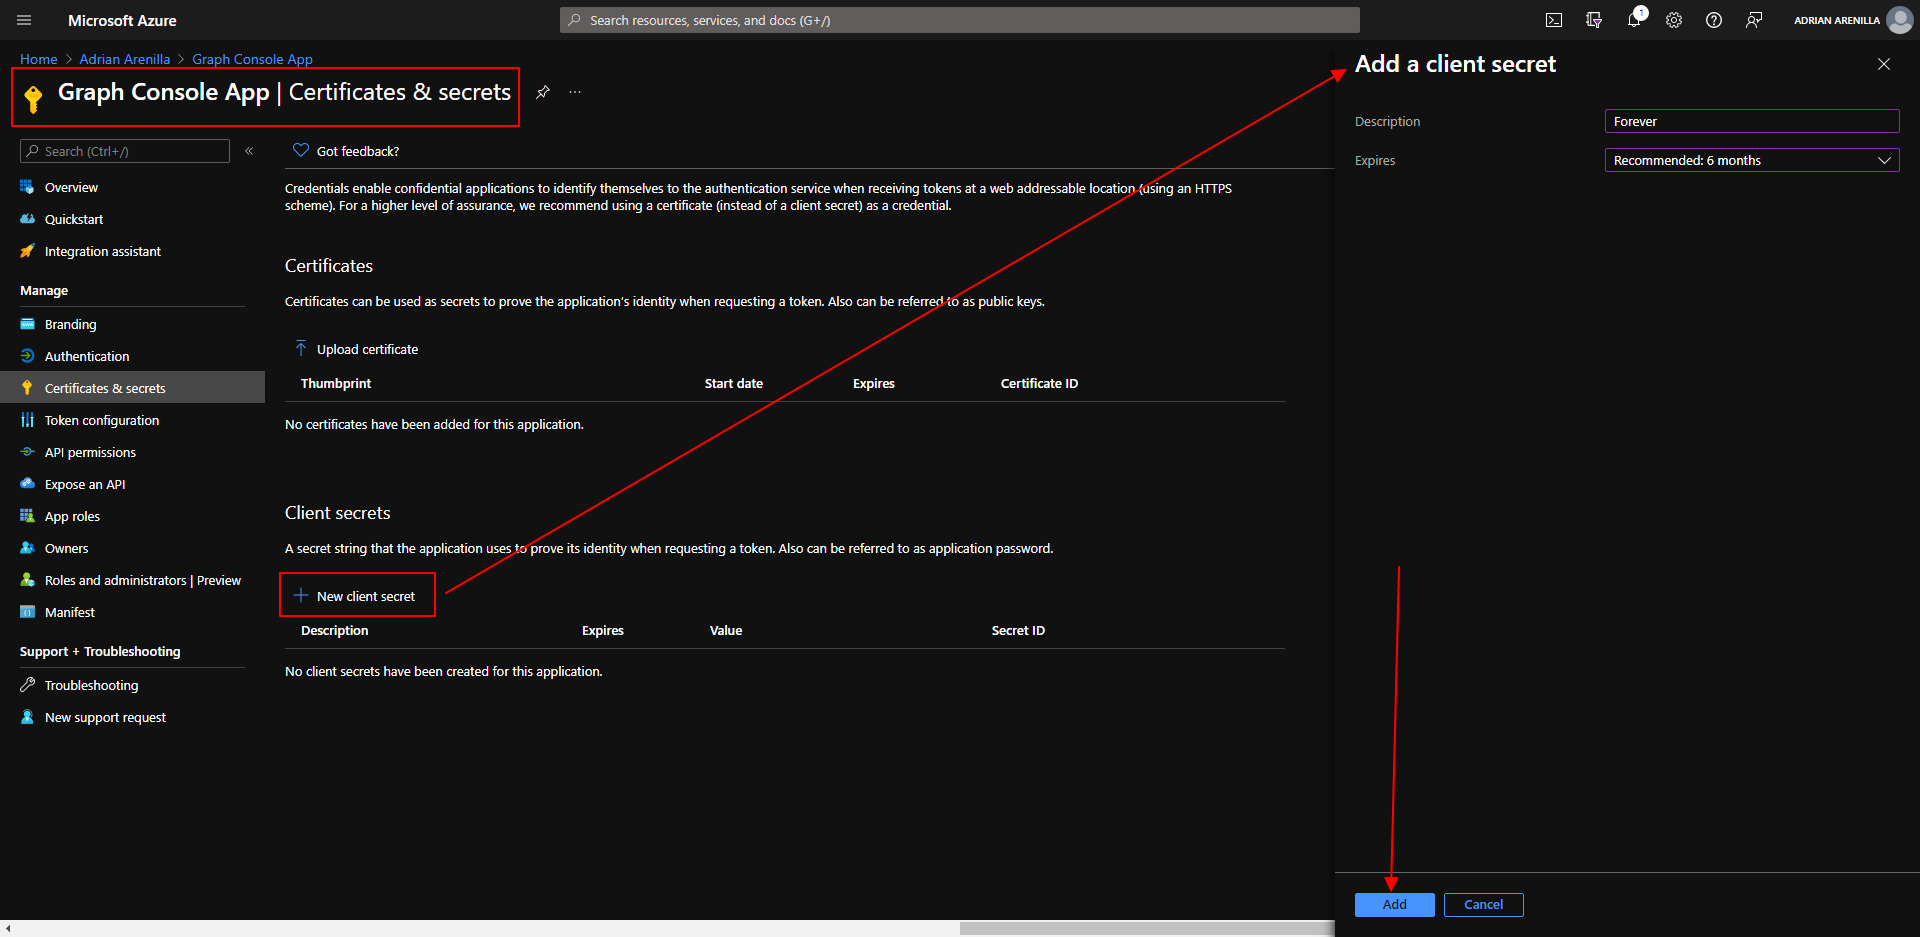 Microsoft Azure
Search resources, services, and docs (G+/)
1
ADRIAN ARENILLA
Home > Adrian Arenilla > Graph Console App
Graph Console App | Certificates & secrets
...
Search (Ctrl+/)
«
Overview
Quickstart
Integration assistant
Manage
Branding
Authentication
Certificates & secrets
Token configuration
API permissions
Expose an API
App roles
Owners
Roles and administrators | Preview
Manifest
Support + Troubleshooting
Troubleshooting
New support request
Got feedback?
Credentials enable confidential applications to identify themselves to the authentication service when receiving tokens at a web addressable location (using an HTTPS
scheme). For a higher level of assurance, we recommend using a certificate (instead of a client secret) as a credential.
Certificates
Certificates can be used as secrets to prove the application's identity when requesting a token. Also can be referred to as public keys.
Upload certificate
Thumbprint Start date Expires Certificate ID
No certificates have been added for this application.
Client secrets
A secret string that the application uses to prove its identity when requesting a token. Also can be referred to as application password.
New client secret
Description Expires Value Secret ID
No client secrets have been created for this application.
Add a client secret
Description Forever
Expires Recommended: 6 months
Add Cancel